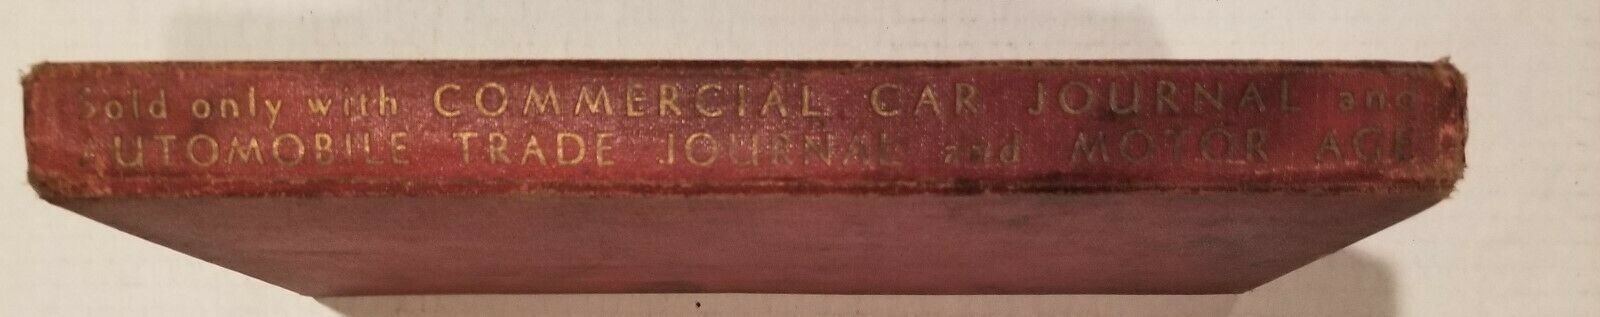 Sold only with COMMERCIAL CAR JOURNAL and
AUTOMOBILE TRADE JOURNAL and MOTOR AGE